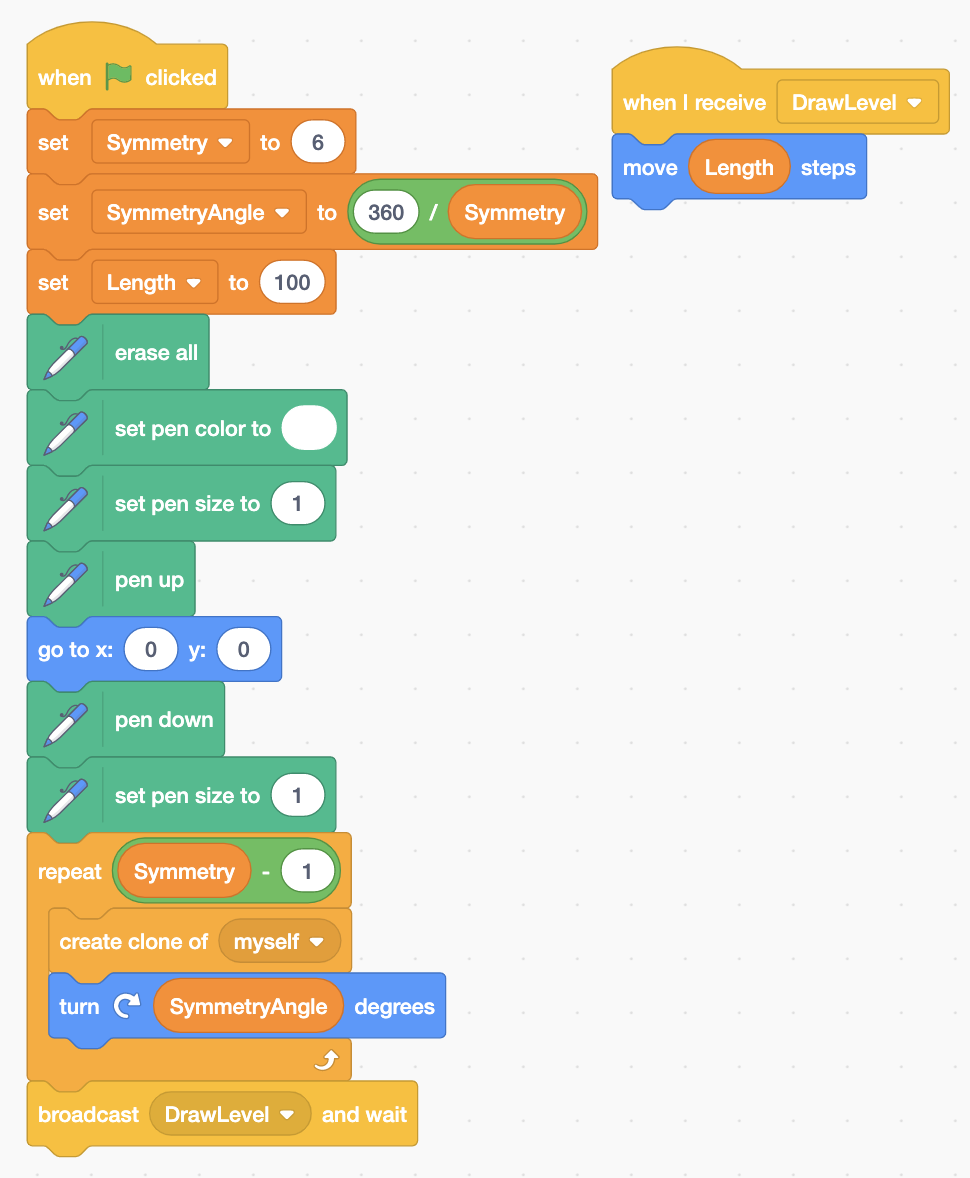 when clicked
set Symmetry to 6
set SymmetryAngle to 360 / Symmetry
set Length to 100
erase all
set pen color to
set pen size to 1
pen up
go to x: 0 y: 0
pen down
set pen size to 1
repeat Symmetry - 1
create clone of myself
turn SymmetryAngle degrees
broadcast DrawLevel and wait
when I receive DrawLevel
move Length steps